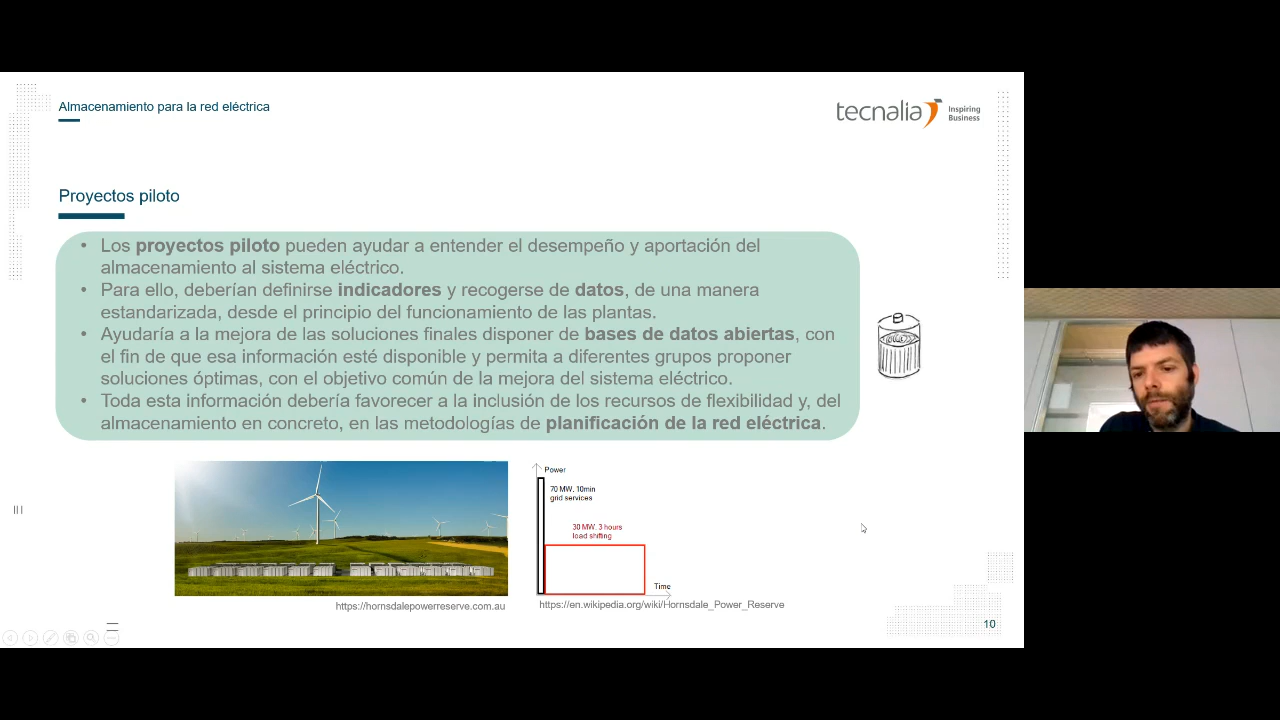 Almacenamiento para la red eléctrica
tecnalia
Inspiring
Business
Proyectos piloto
• Los proyectos piloto pueden ayudar a entender el desempeño y aportación del
almacenamiento al sistema eléctrico.
• Para ello, deberían definirse indicadores y recogerse de datos, de una manera
estandarizada, desde el principio del funcionamiento de las plantas.
• Ayudaría a la mejora de las soluciones finales disponer de bases de datos abiertas, con
el fin de que esa información esté disponible y permita a diferentes grupos proponer
soluciones óptimas, con el objetivo común de la mejora del sistema eléctrico.
• Toda esta información debería favorecer a la inclusión de los recursos de flexibilidad y, del
almacenamiento en concreto, en las metodologías de planificación de la red eléctrica.
Power
70 MW, 10min
grid services
30 MW, 3 hours
load shifting
Time
https://hornsdalepowerreserve.com.au
https://en.wikipedia.org/wiki/Hornsdale_Power_Reserve
10